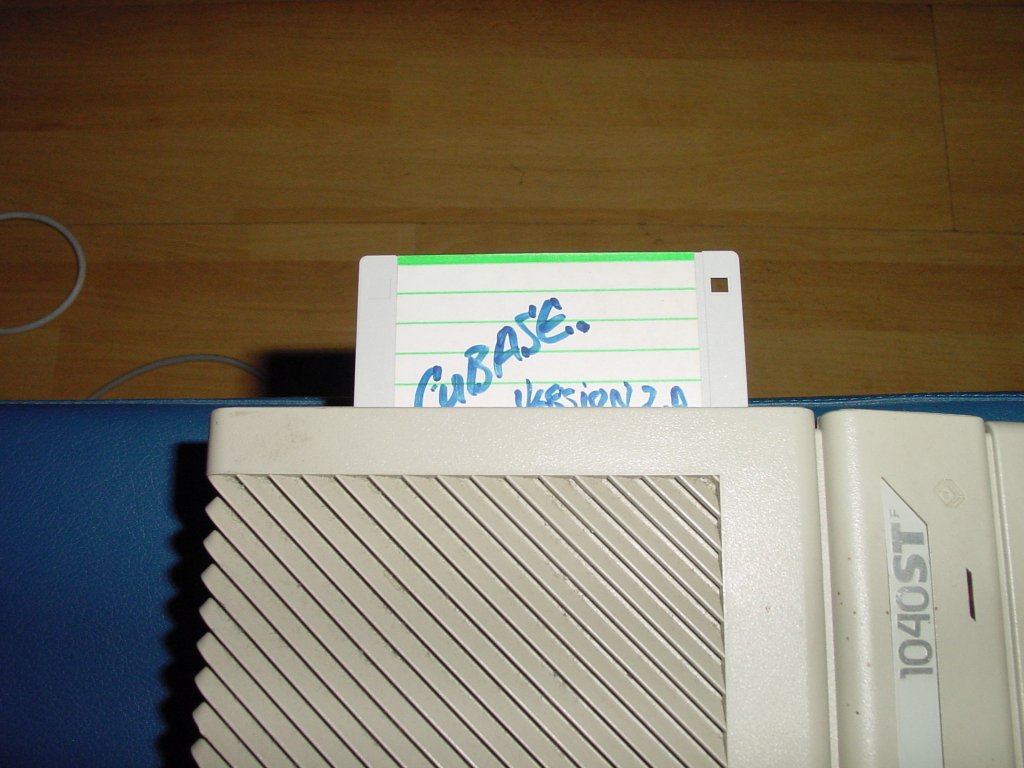 CUBASE.
VERSION 2.0
1040STF